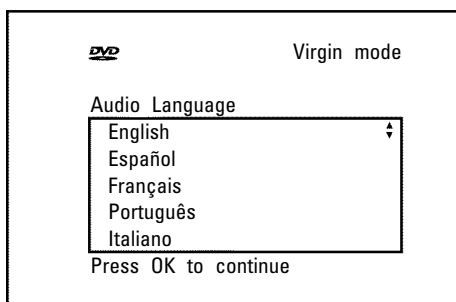 DVD Virgin mode
Audio Language
English
Español
Français
Português
Italiano
Press OK to continue